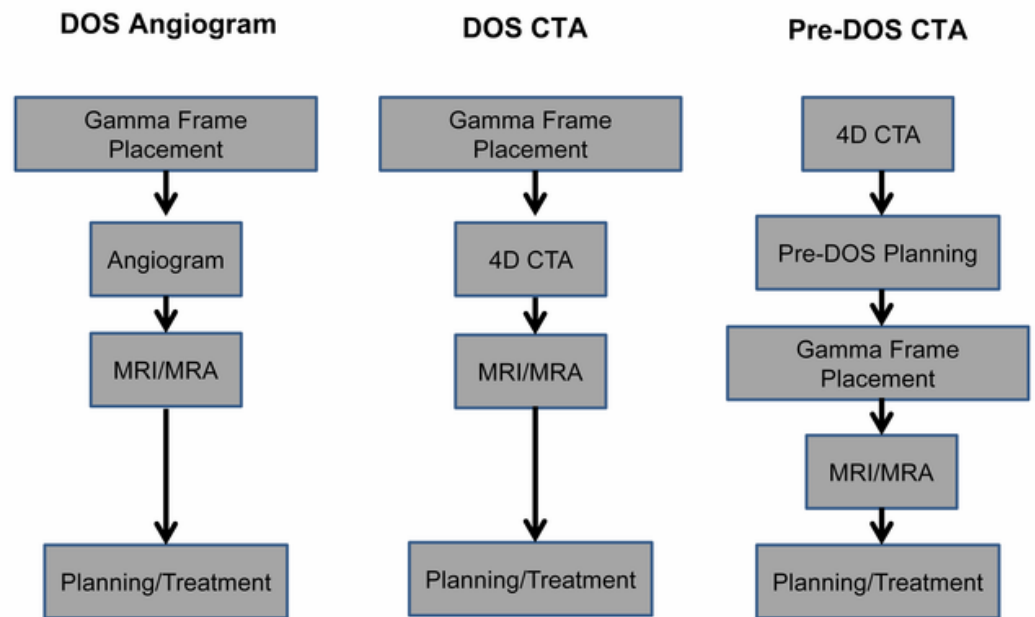 DOS Angiogram
Gamma Frame
Placement
Angiogram
MRI/MRA
Planning/Treatment
DOS CTA
Gamma Frame
Placement
4D CTA
MRI/MRA
Planning/Treatment
Pre-DOS CTA
4D CTA
Pre-DOS Planning
Gamma Frame
Placement
MRI/MRA
Planning/Treatment